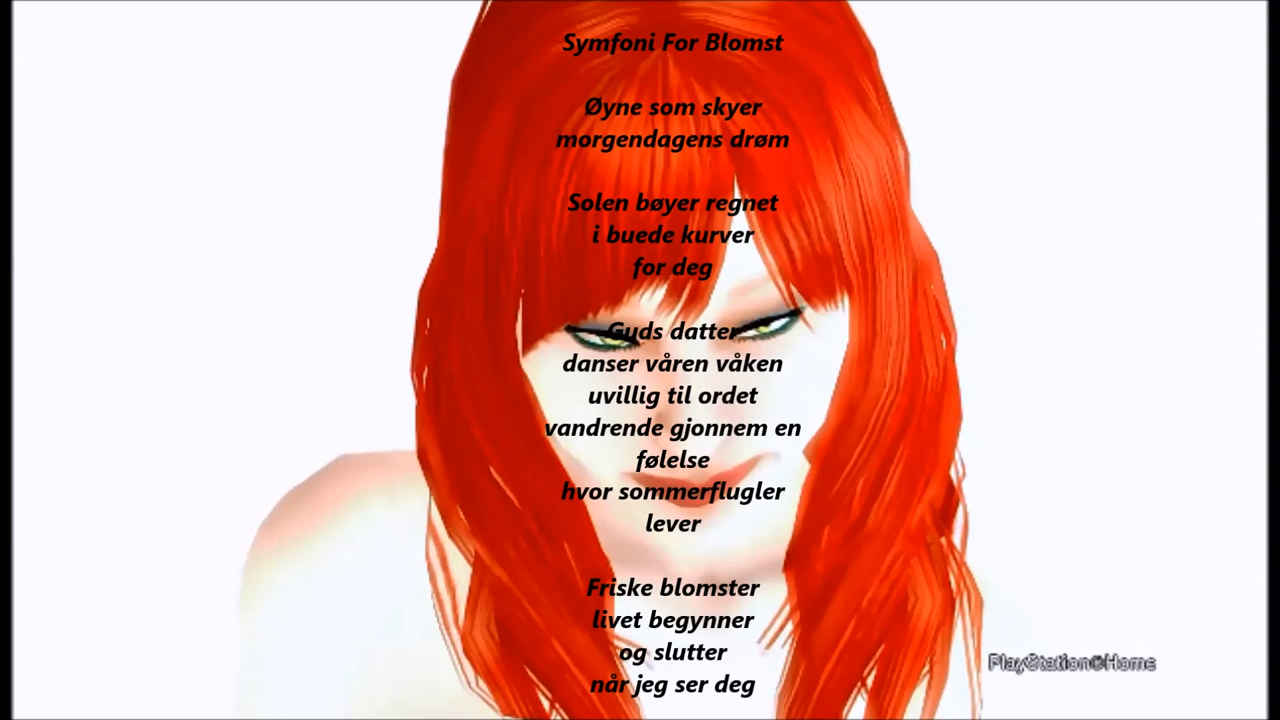 Symfoni For Blomst
Øyne som skyer
morgendagens drøm
Solen bøyer regnet
i buede kurver
for deg
Guds datter
danser våren våken
uvillig til ordet
vandrende gjonnem en
følelse
hvor sommerflugler
lever
Friske blomster
livet begynner
og slutter
når jeg ser deg
PlayStation®Home